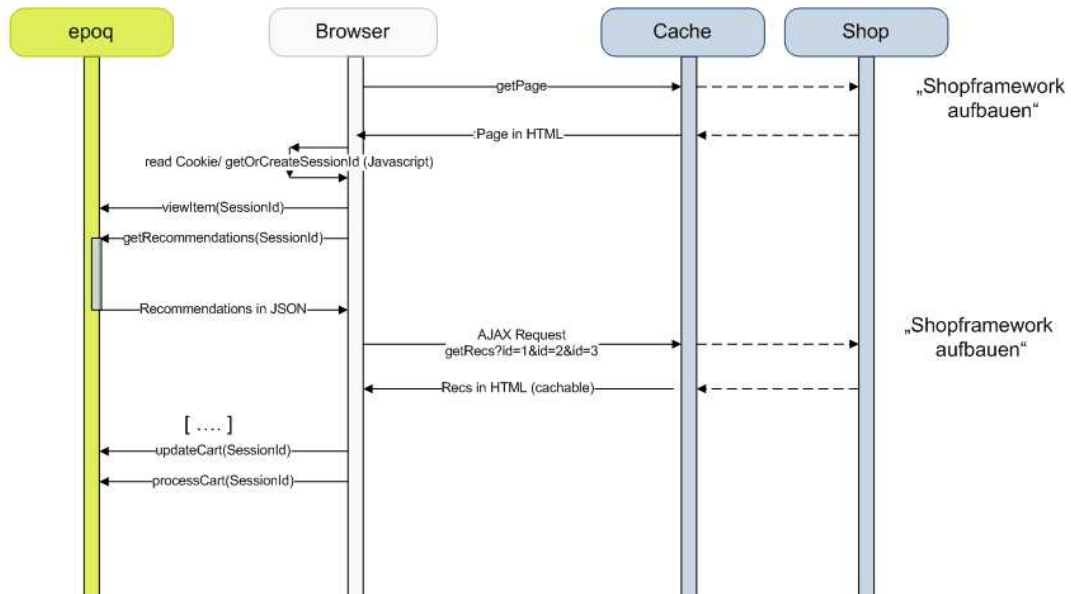 epoq
Browser
Cache
Shop
getPage
„Shopframework
aufbauen“
:Page in HTML
read Cookie/ getOrCreateSessionId (Javascript)
viewItem(SessionId)
getRecommendations(SessionId)
Recommendations in JSON
AJAX Request
getRecs?id=1&id=2&id=3
„Shopframework
aufbauen“
Recs in HTML (cachable)
[ .... ]
updateCart(SessionId)
processCart(SessionId)